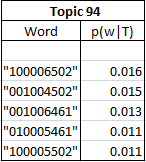 Topic 94
Word p(w|T)
"100006502" 0.016
"001004502" 0.015
"001006461" 0.013
"010005461" 0.011
"100005502" 0.011